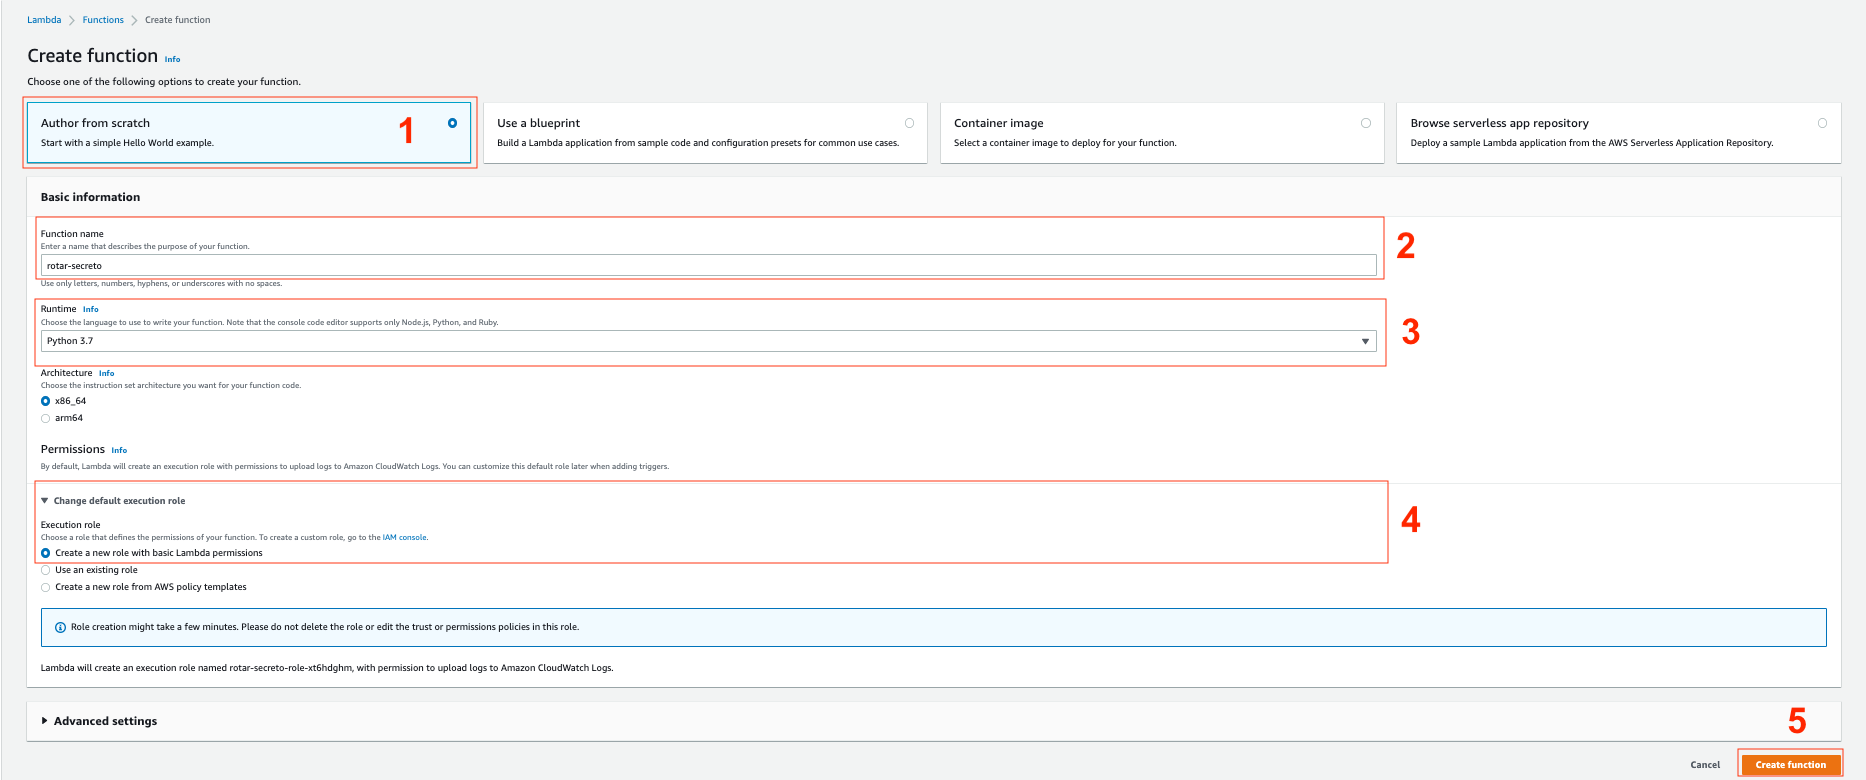 Lambda > Functions > Create function
Create function Info
Choose one of the following options to create your function.
Author from scratch
Start with a simple Hello World example.
1
Use a blueprint
Build a Lambda application from sample code and configuration presets for common use cases.
Container image
Select a container image to deploy for your function.
Browse serverless app repository
Deploy a sample Lambda application from the AWS Serverless Application Repository.
Basic information
Function name
Enter a name that describes the purpose of your function.
rotar-secreto
2
Use only letters, numbers, hyphens, or underscores with no spaces.
Runtime Info
Choose the language to use to write your function. Note that the console code editor supports only Node.js, Python, and Ruby.
Python 3.7
3
Architecture Info
Choose the instruction set architecture you want for your function code.
x86_64
arm64
Permissions Info
By default, Lambda will create an execution role with permissions to upload logs to Amazon CloudWatch Logs. You can customize this default role later when adding triggers.
Change default execution role
4
Execution role
Choose a role that defines the permissions of your function. To create a custom role, go to the IAM console.
Create a new role with basic Lambda permissions
Use an existing role
Create a new role from AWS policy templates
Role creation might take a few minutes. Please do not delete the role or edit the trust or permissions policies in this role.
Lambda will create an execution role named rotar-secreto-role-xt6hdghm, with permission to upload logs to Amazon CloudWatch Logs.
Advanced settings
5
Cancel Create function